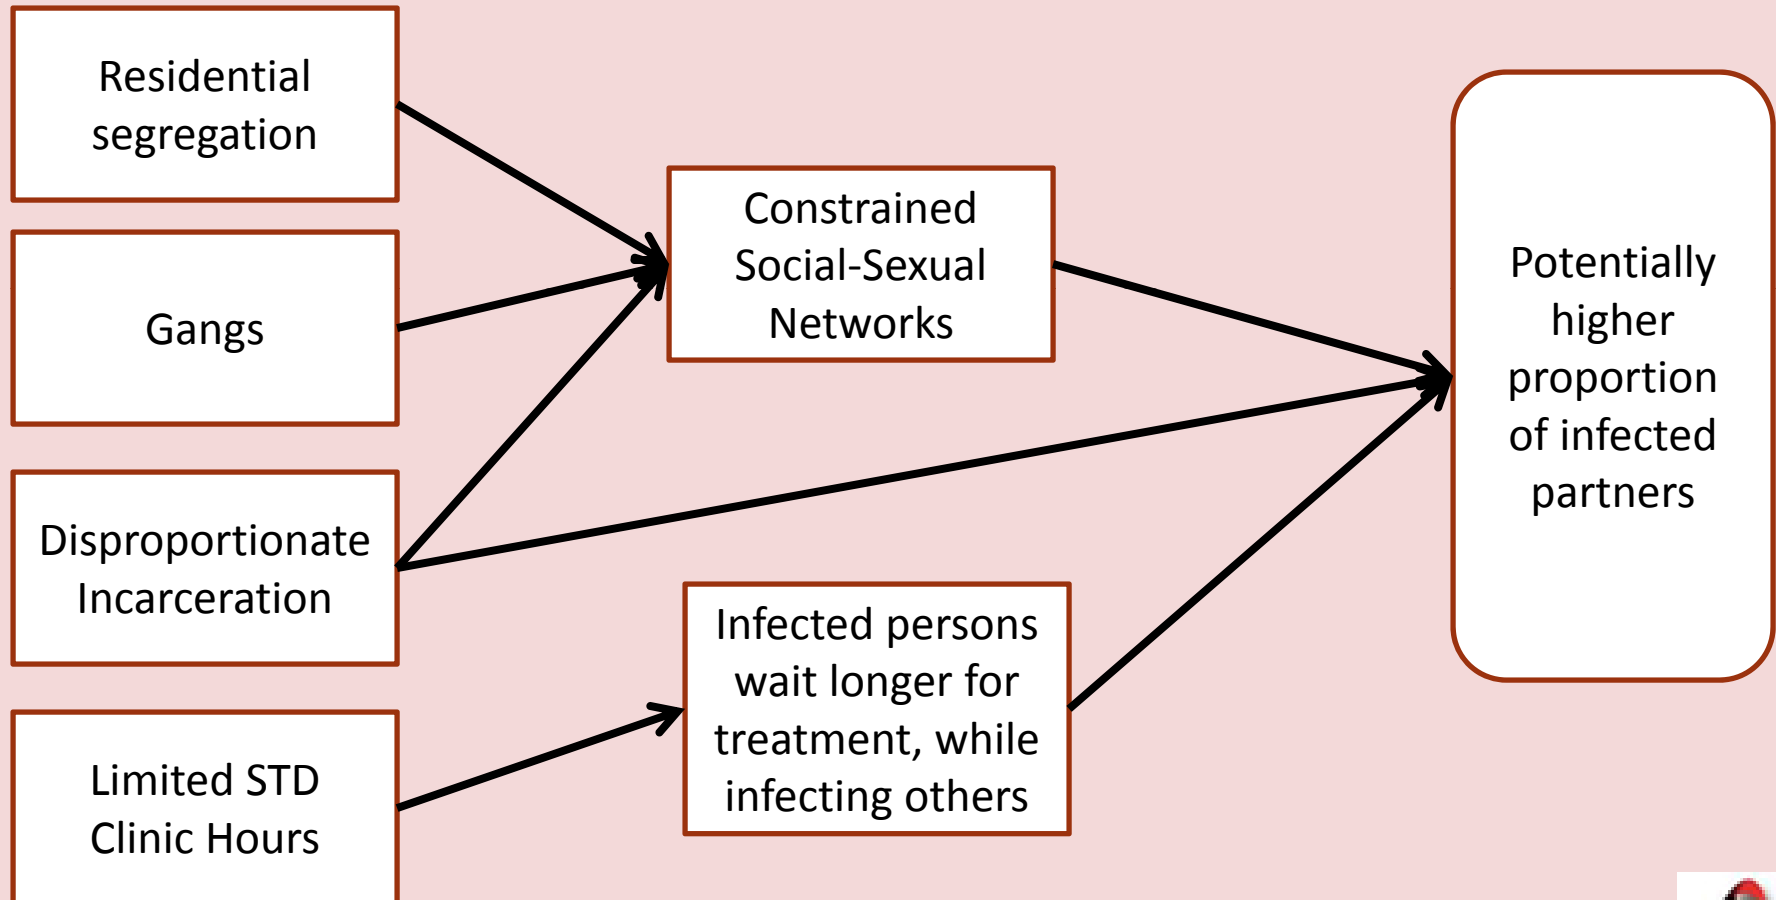 Residential
segregation
Gangs
Disproportionate
Incarceration
Limited STD
Clinic Hours
Constrained
Social-Sexual
Networks
Infected persons
wait longer for
treatment, while
infecting others
Potentially
higher
proportion
of infected
partners